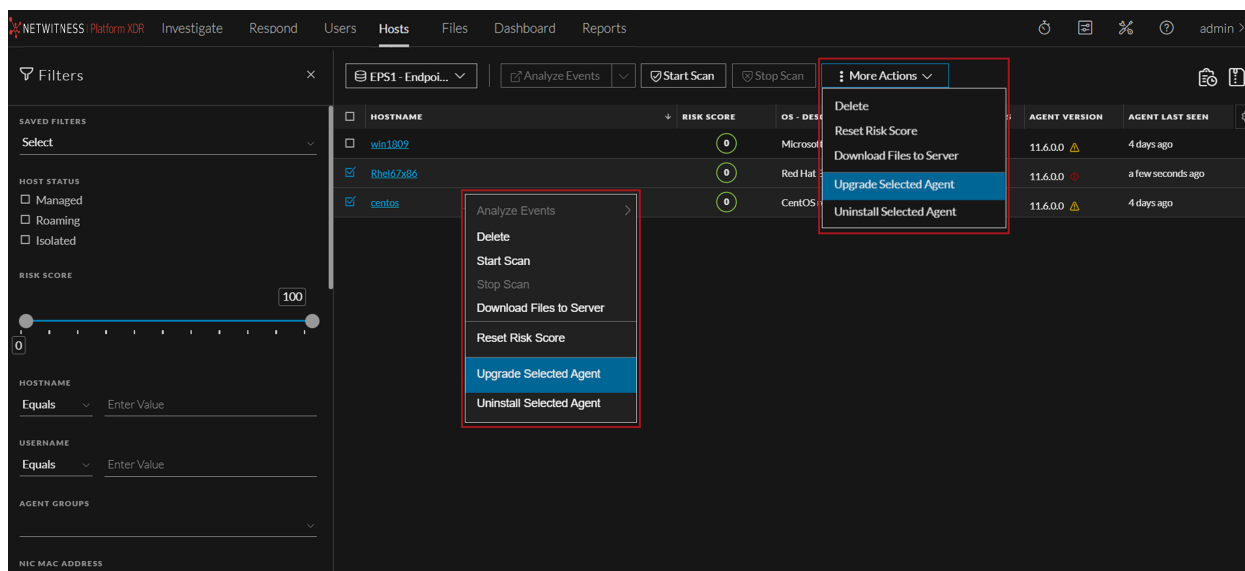 NETWITNESS Platform XDR Investigate Respond Users Hosts Files Dashboard Reports admin
Filters
EPS1 - Endpoi... Analyze Events Start Scan Stop Scan More Actions
SAVED FILTERS
Select
HOST STATUS
Managed
Roaming
Isolated
RISK SCORE
100
0
HOSTNAME
Equals Enter Value
USERNAME
Equals Enter Value
AGENT GROUPS
NIC MAC ADDRESS
HOSTNAME RISK SCORE AGENT VERSION AGENT LAST SEEN
win1809 0 11.6.0.0 4 days ago
Rhel67x86 0 Red Hat 11.6.0.0 a few seconds ago
centos 0 CentOS 11.6.0.0 4 days ago
Analyze Events
Delete
Start Scan
Stop Scan
Download Files to Server
Reset Risk Score
Upgrade Selected Agent
Uninstall Selected Agent
Delete
Reset Risk Score
Download Files to Server
Upgrade Selected Agent
Uninstall Selected Agent